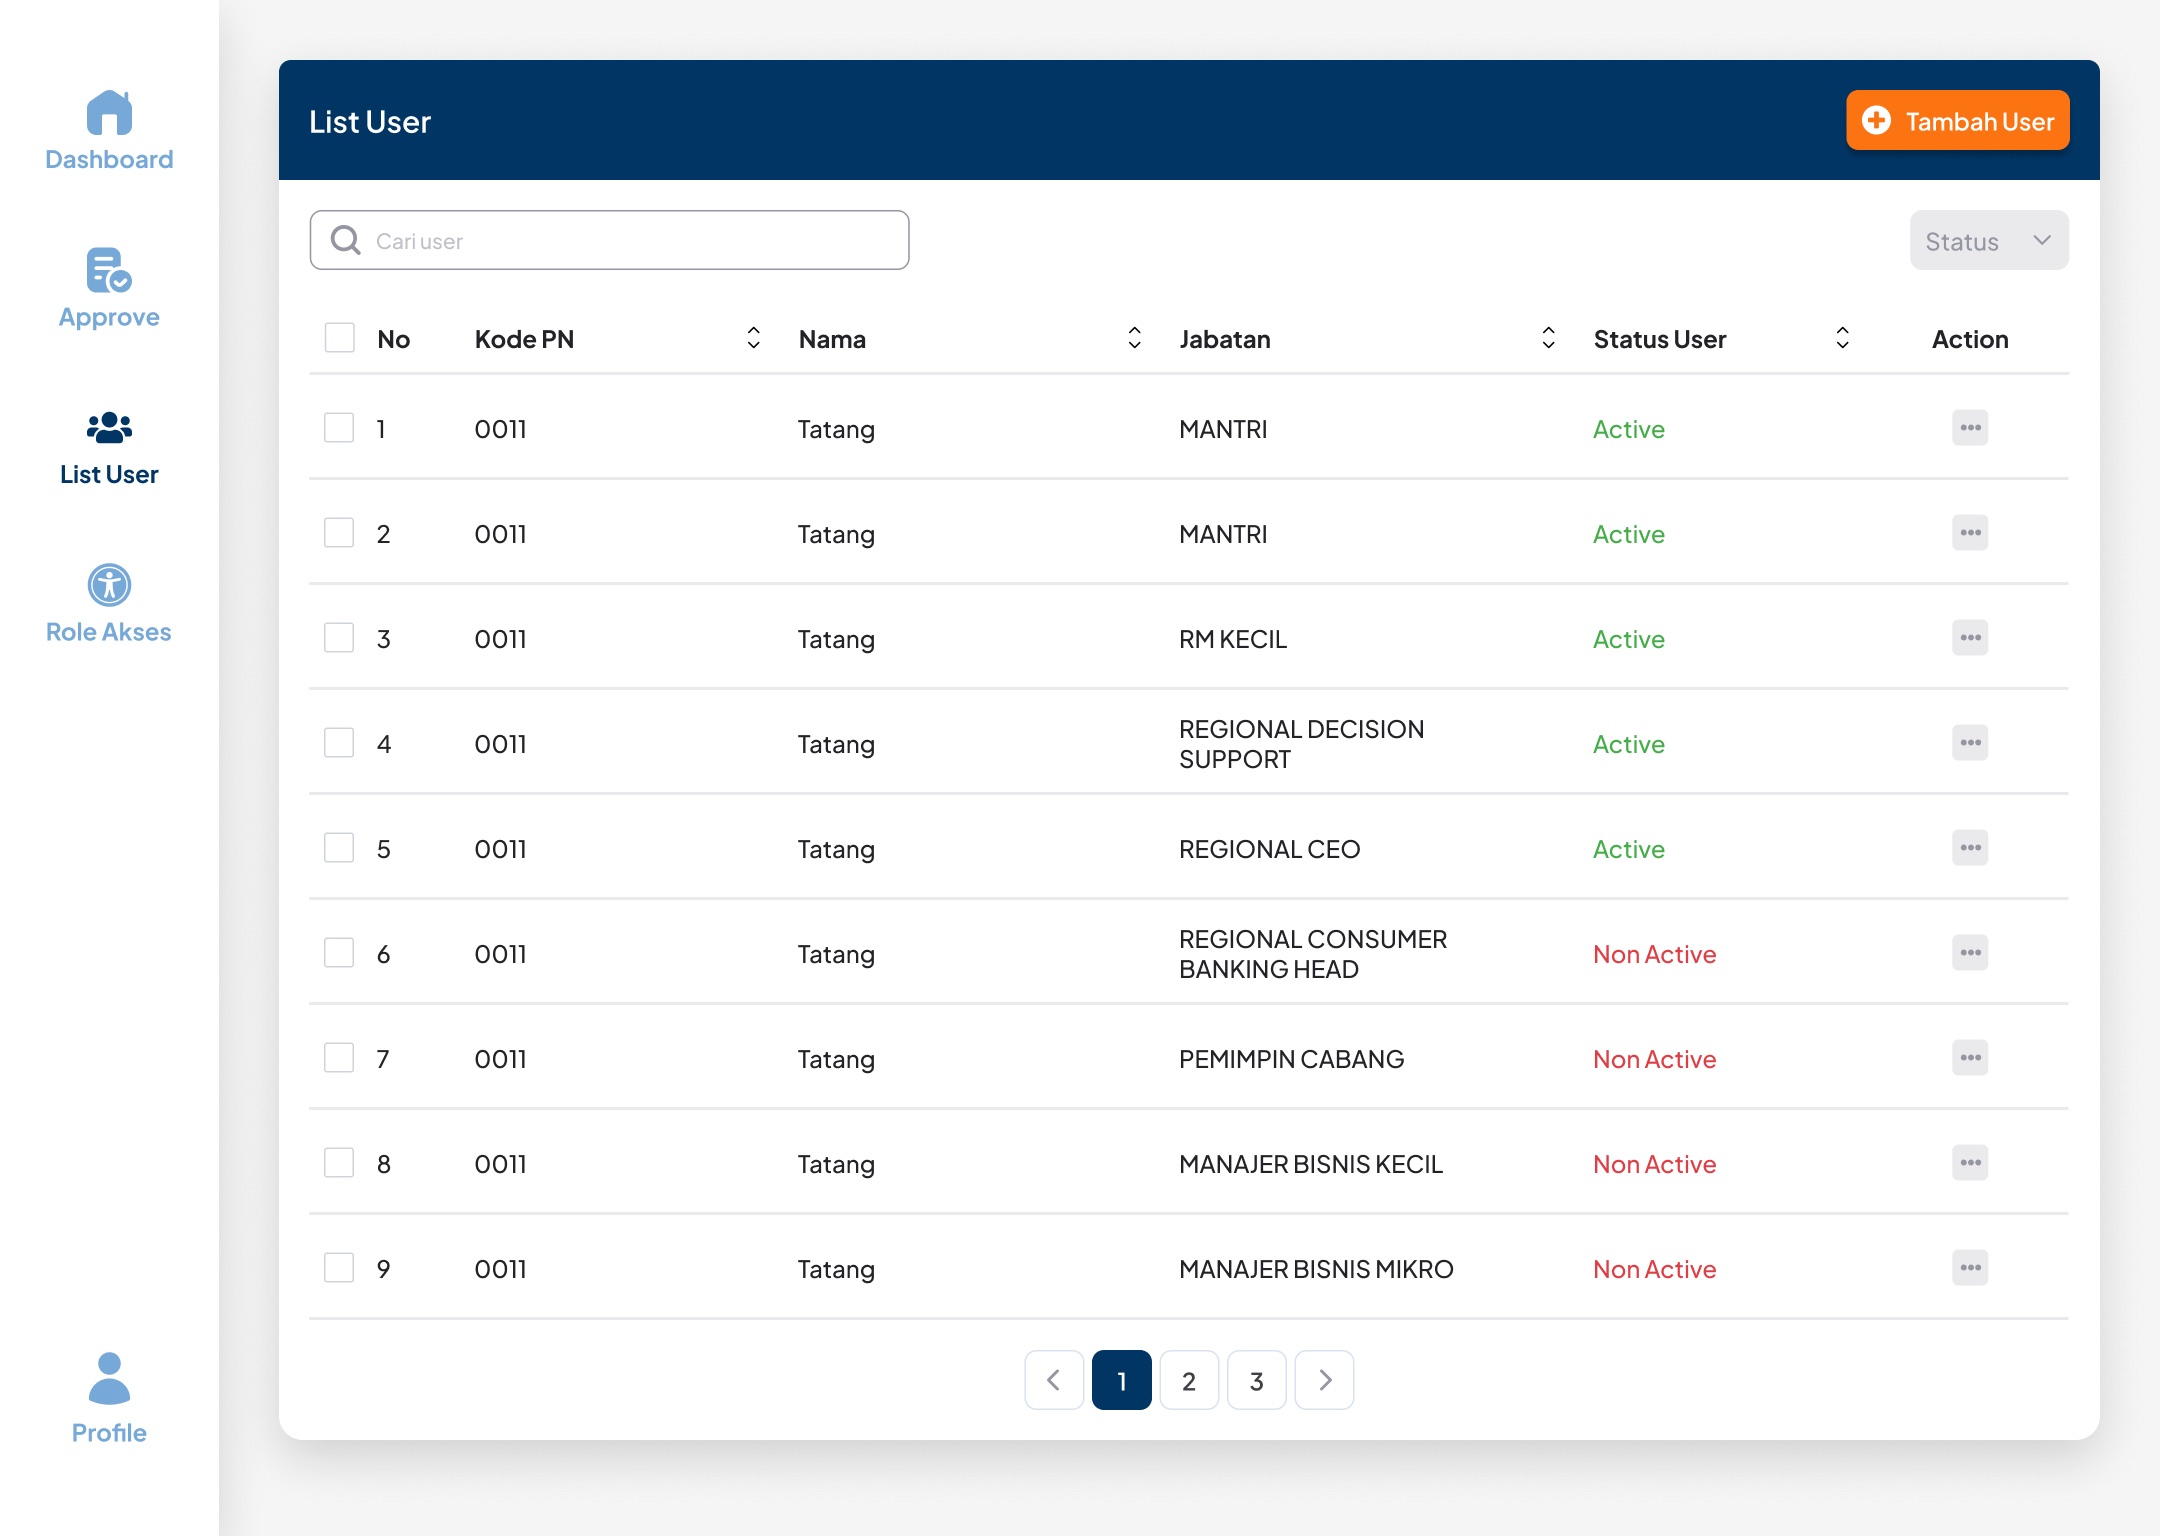 Dashboard
Approve
List User
Role Akses
Profile
List User
Tambah User
Cari user
Status
No Kode PN Nama Jabatan Status User Action
1 0011 Tatang MANTRI Active
2 0011 Tatang MANTRI Active
3 0011 Tatang RM KECIL Active
4 0011 Tatang REGIONAL DECISION SUPPORT Active
5 0011 Tatang REGIONAL CEO Active
6 0011 Tatang REGIONAL CONSUMER BANKING HEAD Non Active
7 0011 Tatang PEMIMPIN CABANG Non Active
8 0011 Tatang MANAJER BISNIS KECIL Non Active
9 0011 Tatang MANAJER BISNIS MIKRO Non Active
1 2 3